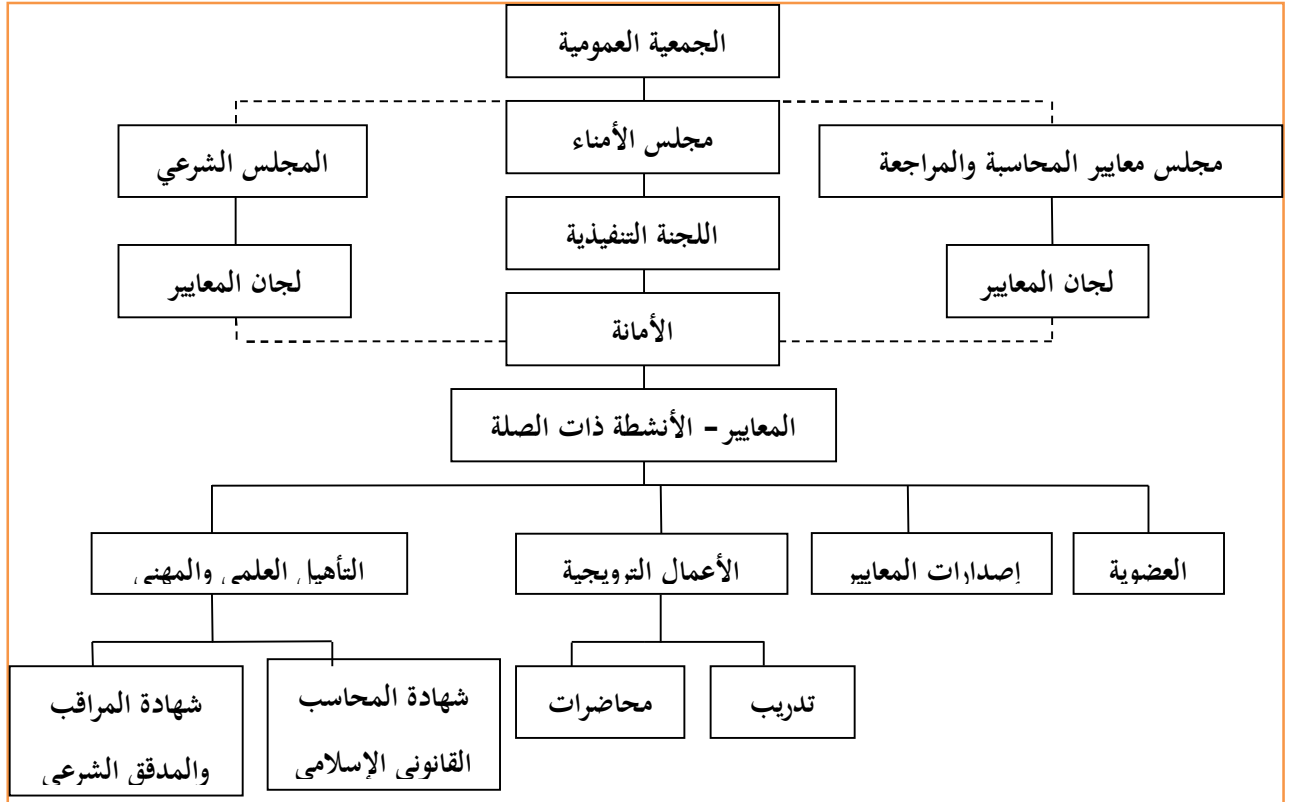 الجمعية العمومية
مجلس معايير المحاسبة والمراجعة
مجلس الأمناء
المجلس الشرعي
اللجنة التنفيذية
لجان المعايير
لجان المعايير
الأمانة
المعايير – الأنشطة ذات الصلة
العضوية
إصدارات المعايير
الأعمال الترويجية
التأهيل العلمي والمهني
تدريب
محاضرات
شهادة المحاسب
القانوني الإسلامي
شهادة المراقب
والمدقق الشرعي